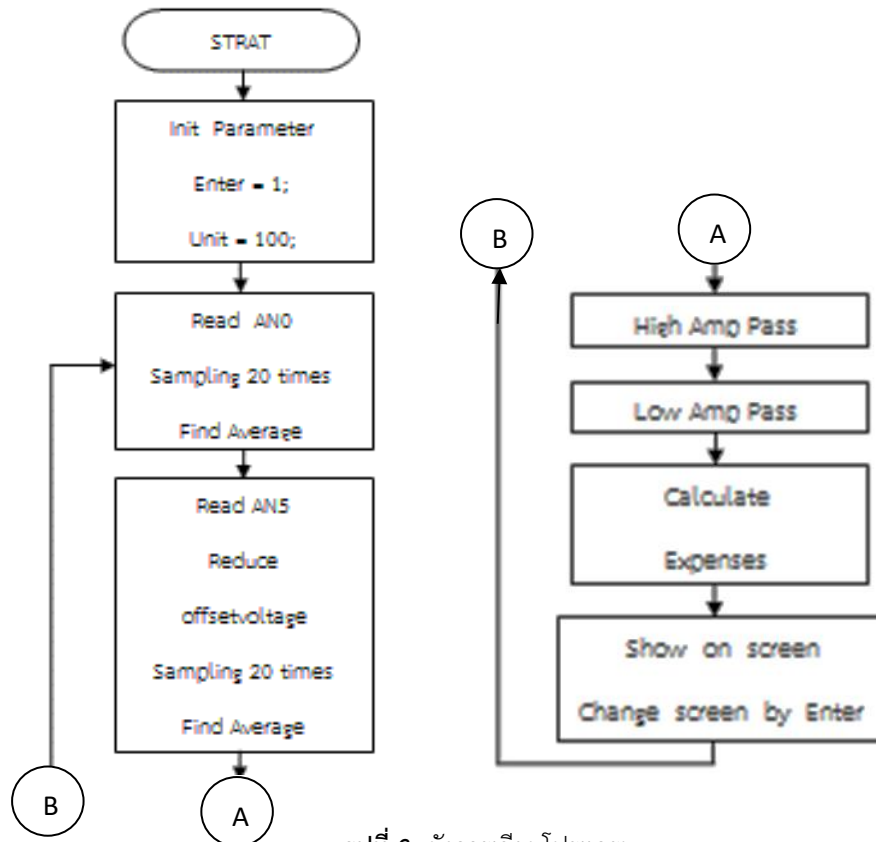 STRAT
Init Parameter
Enter = 1;
Unit = 100;
Read AN0
Sampling 20 times
Find Average
Read AN5
Reduce
offsetvoltage
Sampling 20 times
Find Average
B
A
B
A
High Amp Pass
Low Amp Pass
Calculate
Expenses
Show on screen
Change screen by Enter